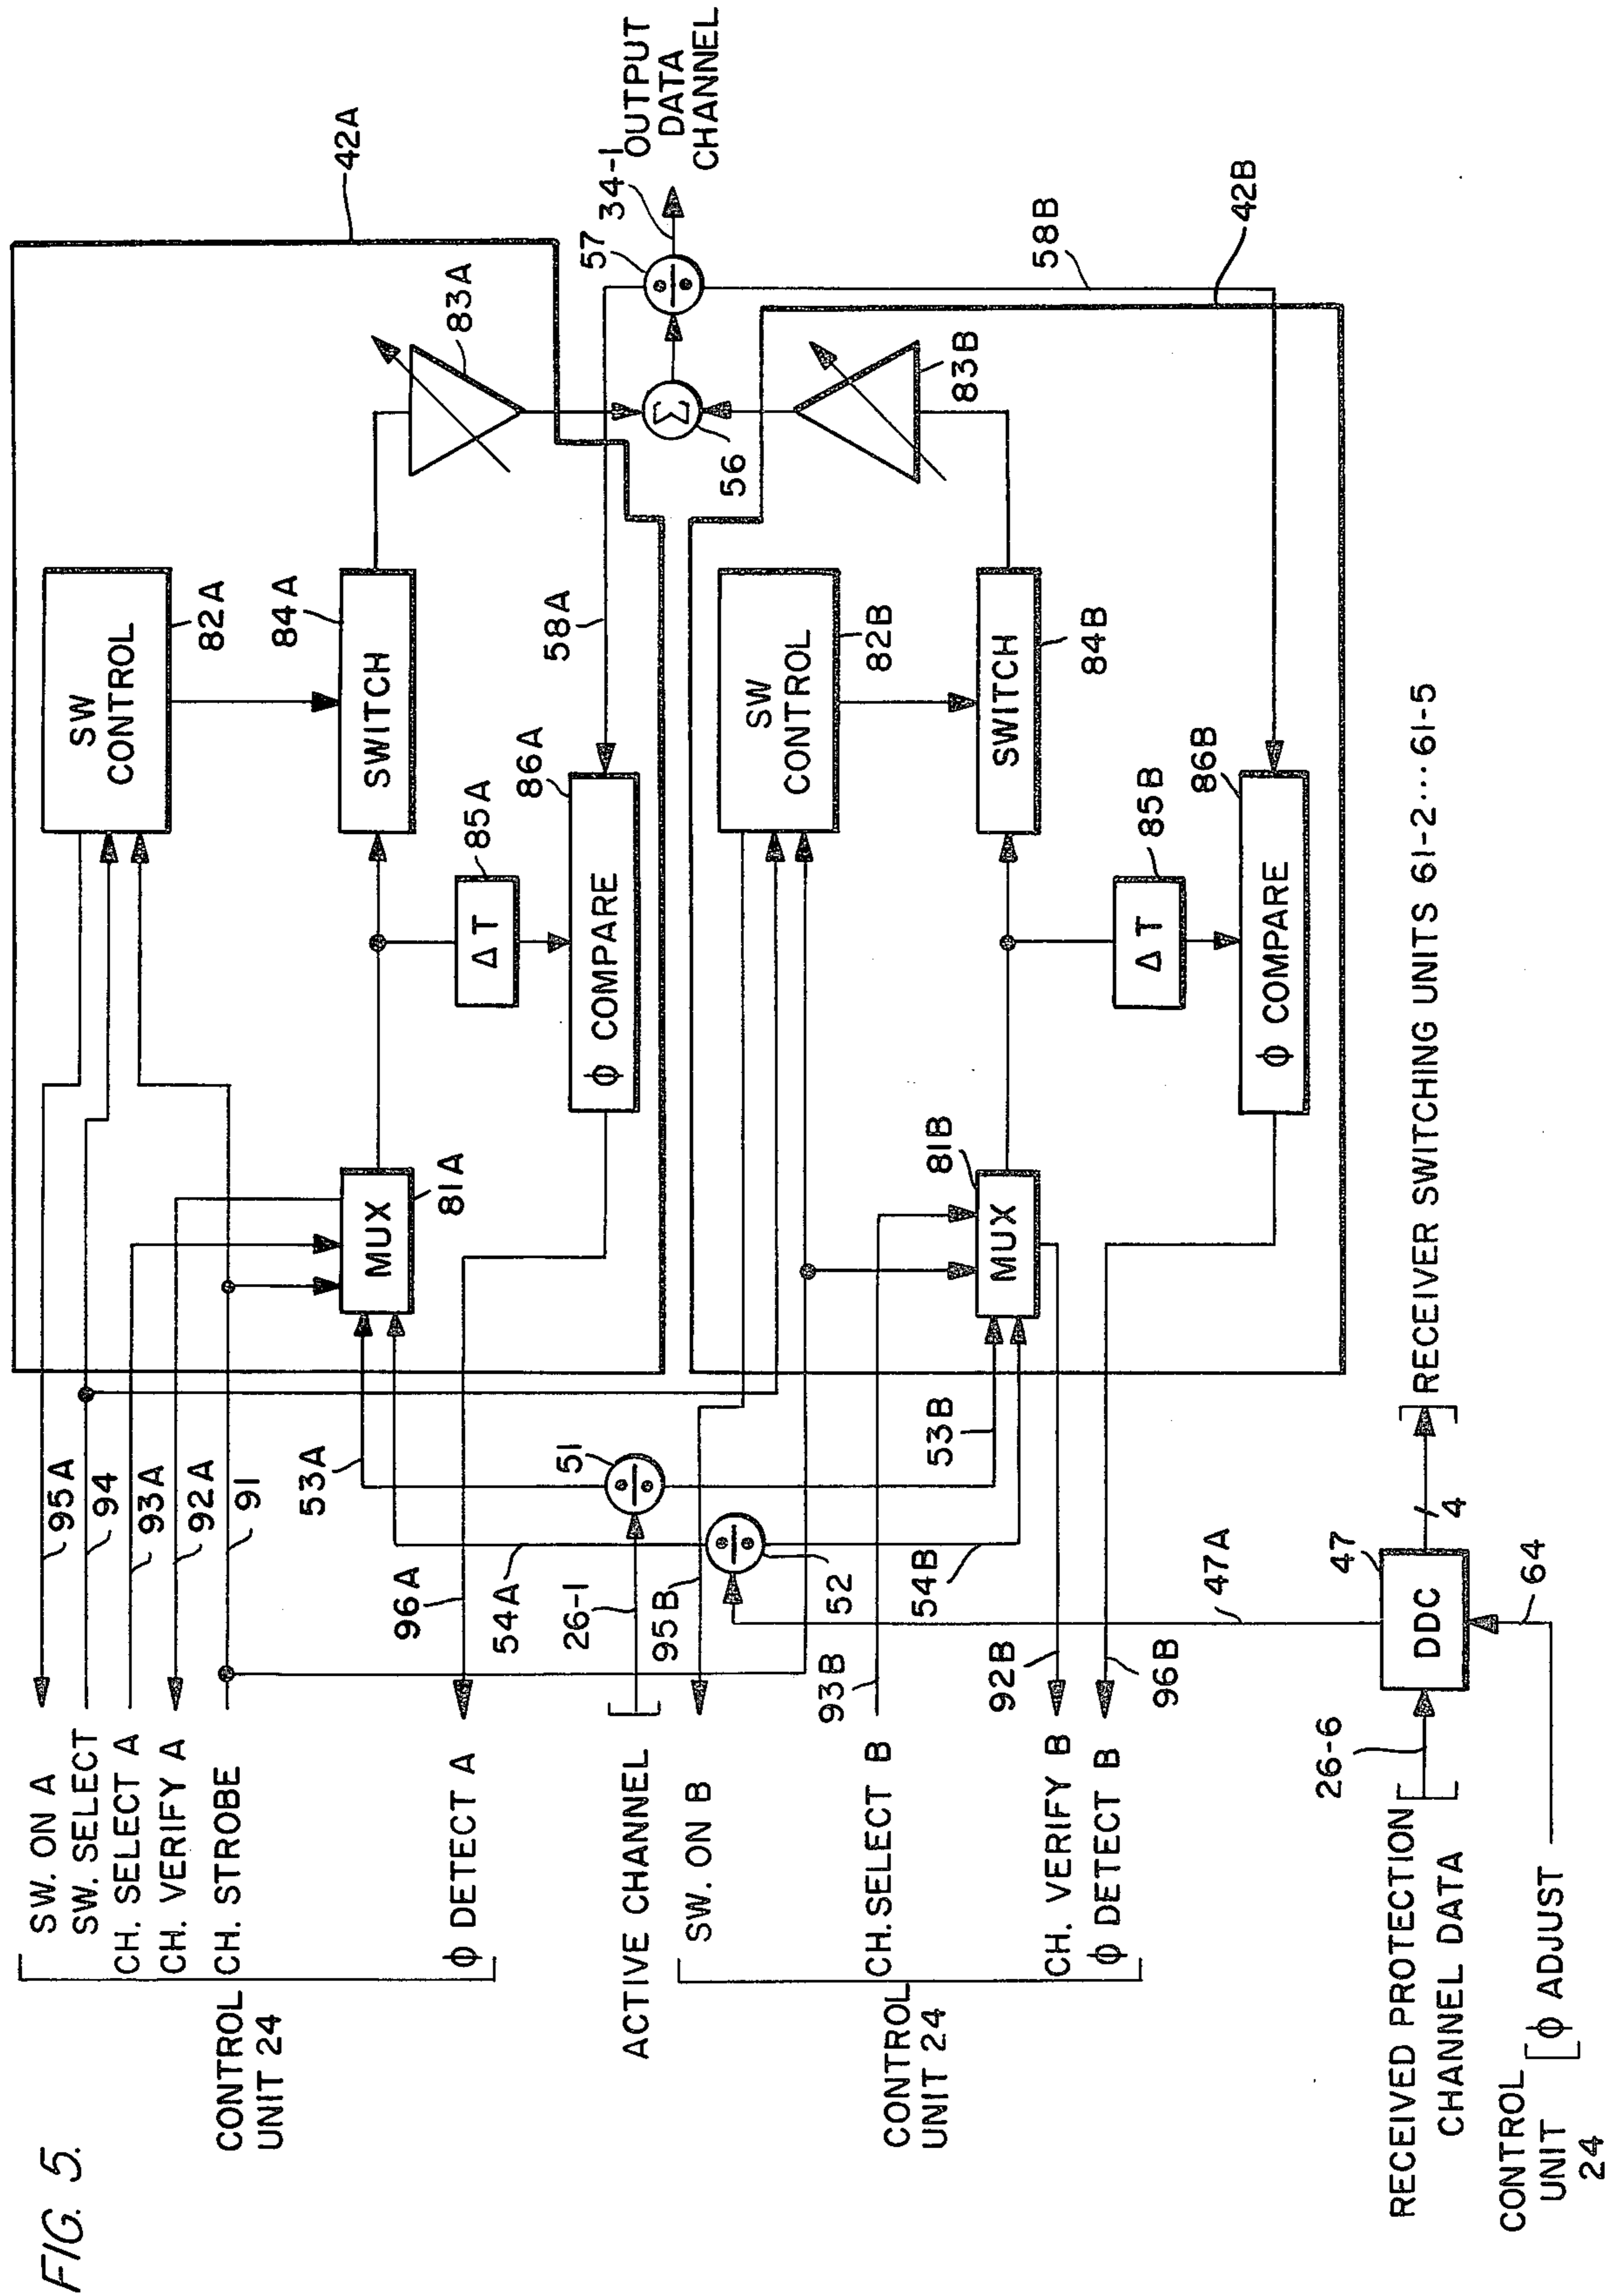 FIG. 5.
CONTROL
UNIT 24
SW. ON A
SW. SELECT
CH. SELECT A
CH. VERIFY A
CH. STROBE
φ DETECT A
95A
94
93A
92A
91
96A
53A
54A
ACTIVE CHANNEL
26-1
51
52
CONTROL
UNIT 24
SW. ON B
CH. SELECT B
CH. VERIFY B
φ DETECT B
95B
93B
92B
96B
53B
54B
47A
MUX
81A
SW
CONTROL
82A
SWITCH
84A
ΔT
85A
φ COMPARE
86A
58A
83A
42A
56
Σ
57
34-1
OUTPUT
DATA
CHANNEL
MUX
81B
SW
CONTROL
82B
SWITCH
84B
ΔT
85B
φ COMPARE
86B
58B
83B
42B
RECEIVED PROTECTION
CHANNEL DATA
26-6
DDC
47
4
RECEIVER SWITCHING UNITS 61-2····61-5
CONTROL
UNIT
24
φ ADJUST
64